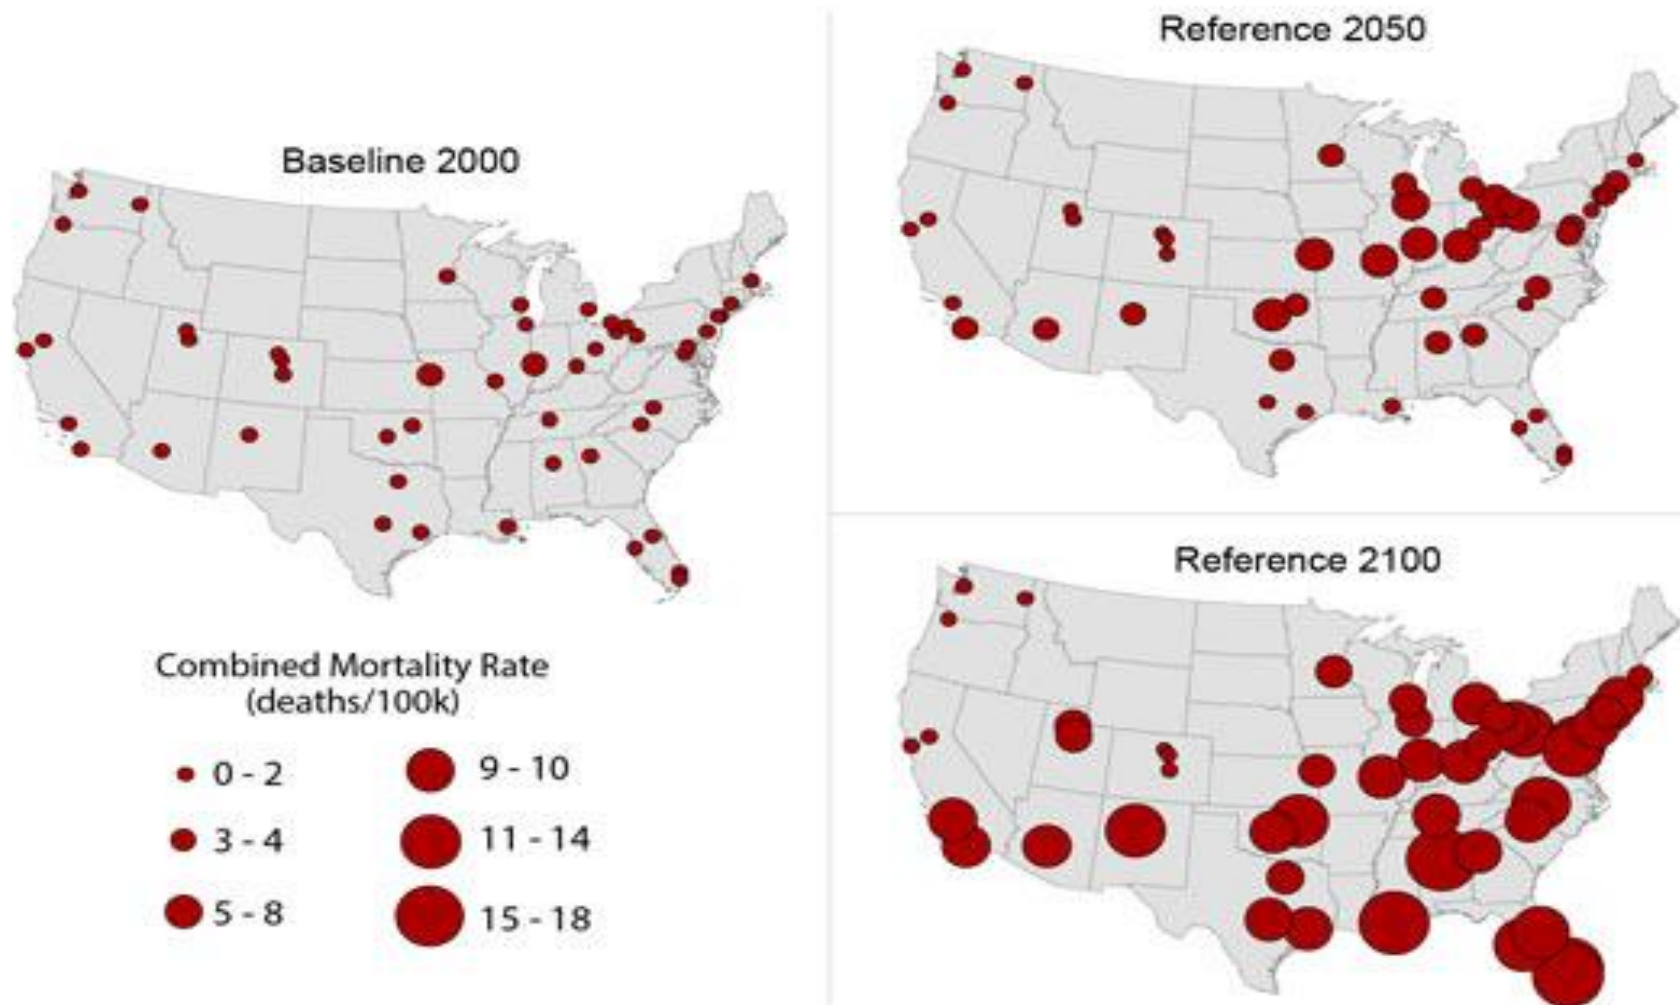 Baseline 2000
Reference 2050
Reference 2100
Combined Mortality Rate
(deaths/100k)
0 - 2
3 - 4
5 - 8
9 - 10
11 - 14
15 - 18